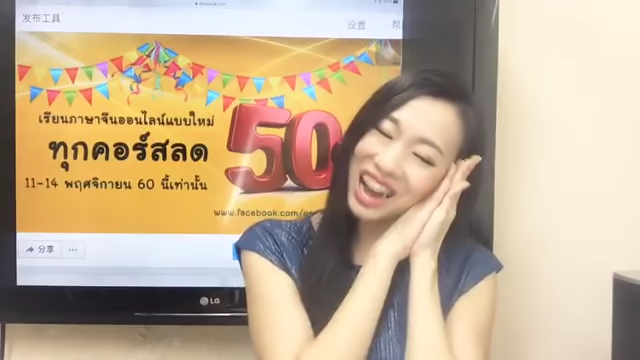 发布工具
设置
เรียนภาษาจีนออนไลน์แบบใหม่
ทุกคอร์สลด
50
11-14 พฤศจิกายน 60 นี้เท่านั้น
www.facebook.com/
分享
LG